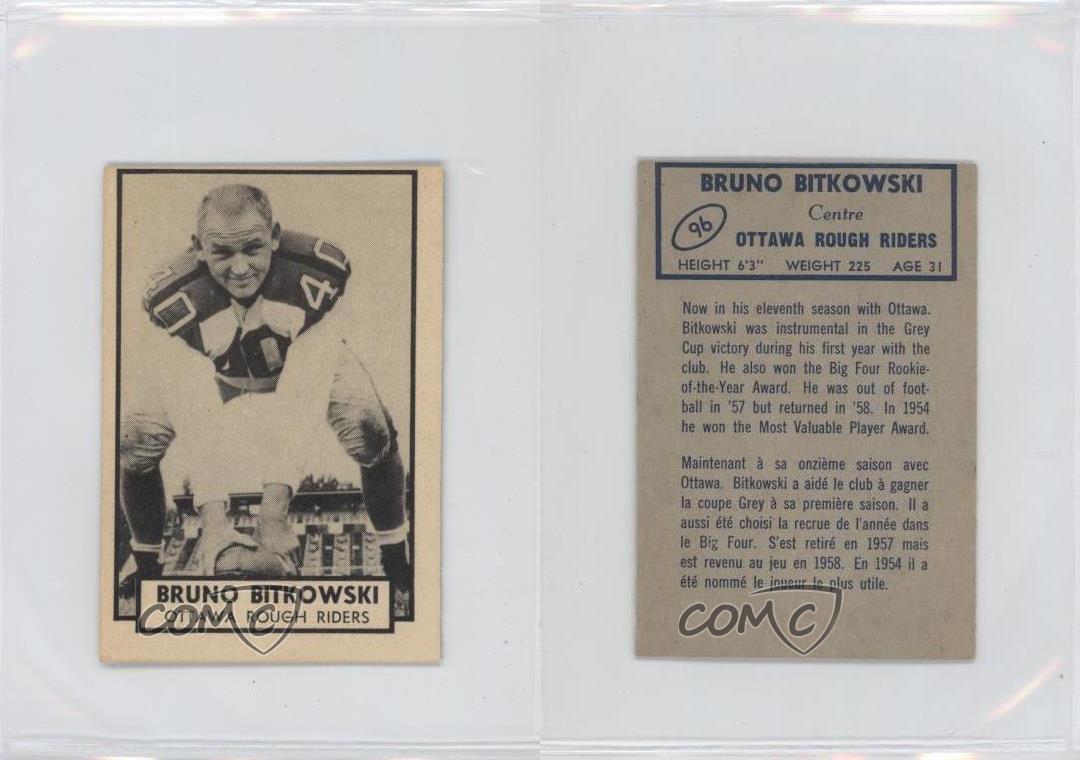 4
BRUNO BITKOWSKI
OTTAWA ROUGH RIDERS
COMC
BRUNO BITKOWSKI
Centre
96
OTTAWA ROUGH RIDERS
HEIGHT 6'3" WEIGHT 225 AGE 31
Now in his eleventh season with Ottawa.
Bitkowski was instrumental in the Grey
Cup victory during his first year with the
club. He also won the Big Four Rookie-
of-the-Year Award. He was out of foot-
ball in '57 but returned in '58. In 1954
he won the Most Valuable Player Award.
Maintenant à sa onzième saison avec
Ottawa. Bitkowski a aidé le club à gagner
la coupe Grey à sa première saison. Il a
aussi été choisi la recrue de l'année dans
le Big Four. S'est retiré en 1957 mais
est revenu au jeu en 1958. En 1954 il a
été nommé le joueur le plus utile.
COMC